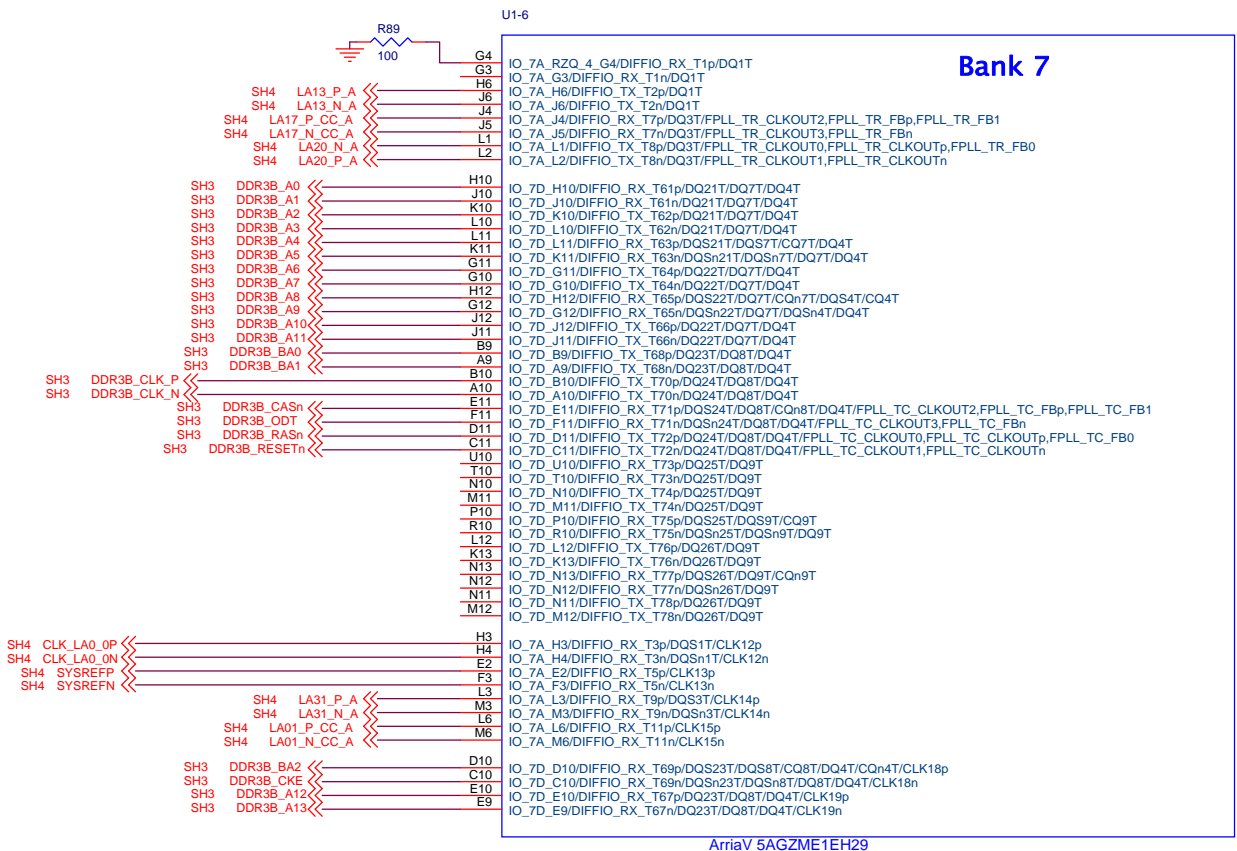 U1-6
R89
100
Bank 7
G4 IO_7A_RZQ_4_G4/DIFFIO_RX_T1p/DQ1T
G3 IO_7A_G3/DIFFIO_RX_T1n/DQ1T
SH4 LA13_P_A H6 IO_7A_H6/DIFFIO_TX_T2p/DQ1T
SH4 LA13_N_A J6 IO_7A_J6/DIFFIO_TX_T2n/DQ1T
SH4 LA17_P_CC_A J4 IO_7A_J4/DIFFIO_RX_T7p/DQ3T/FPLL_TR_CLKOUT2,FPLL_TR_FBp,FPLL_TR_FB1
SH4 LA17_N_CC_A J5 IO_7A_J5/DIFFIO_RX_T7n/DQ3T/FPLL_TR_CLKOUT3,FPLL_TR_FBn
SH4 LA20_N_A L1 IO_7A_L1/DIFFIO_TX_T8p/DQ3T/FPLL_TR_CLKOUT0,FPLL_TR_CLKOUTp,FPLL_TR_FB0
SH4 LA20_P_A L2 IO_7A_L2/DIFFIO_TX_T8n/DQ3T/FPLL_TR_CLKOUT1,FPLL_TR_CLKOUTn
SH3 DDR3B_A0 H10 IO_7D_H10/DIFFIO_RX_T61p/DQ21T/DQ7T/DQ4T
SH3 DDR3B_A1 J10 IO_7D_J10/DIFFIO_RX_T61n/DQ21T/DQ7T/DQ4T
SH3 DDR3B_A2 K10 IO_7D_K10/DIFFIO_TX_T62p/DQ21T/DQ7T/DQ4T
SH3 DDR3B_A3 L10 IO_7D_L10/DIFFIO_TX_T62n/DQ21T/DQ7T/DQ4T
SH3 DDR3B_A4 L11 IO_7D_L11/DIFFIO_RX_T63p/DQS21T/DQS7T/CQ7T/DQ4T
SH3 DDR3B_A5 K11 IO_7D_K11/DIFFIO_RX_T63n/DQSn21T/DQSn7T/DQ7T/DQ4T
SH3 DDR3B_A6 G11 IO_7D_G11/DIFFIO_TX_T64p/DQ22T/DQ7T/DQ4T
SH3 DDR3B_A7 G10 IO_7D_G10/DIFFIO_TX_T64n/DQ22T/DQ7T/DQ4T
SH3 DDR3B_A8 H12 IO_7D_H12/DIFFIO_RX_T65p/DQS22T/DQ7T/CQn7T/DQS4T/CQ4T
SH3 DDR3B_A9 G12 IO_7D_G12/DIFFIO_RX_T65n/DQSn22T/DQ7T/DQSn4T/DQ4T
SH3 DDR3B_A10 J12 IO_7D_J12/DIFFIO_TX_T66p/DQ22T/DQ7T/DQ4T
SH3 DDR3B_A11 J11 IO_7D_J11/DIFFIO_TX_T66n/DQ22T/DQ7T/DQ4T
SH3 DDR3B_BA0 B9 IO_7D_B9/DIFFIO_TX_T68p/DQ23T/DQ8T/DQ4T
SH3 DDR3B_BA1 A9 IO_7D_A9/DIFFIO_TX_T68n/DQ23T/DQ8T/DQ4T
SH3 DDR3B_CLK_P B10 IO_7D_B10/DIFFIO_TX_T70p/DQ24T/DQ8T/DQ4T
SH3 DDR3B_CLK_N A10 IO_7D_A10/DIFFIO_TX_T70n/DQ24T/DQ8T/DQ4T
SH3 DDR3B_CASn E11 IO_7D_E11/DIFFIO_RX_T71p/DQS24T/DQ8T/CQn8T/DQ4T/FPLL_TC_CLKOUT2,FPLL_TC_FBp,FPLL_TC_FB1
SH3 DDR3B_ODT F11 IO_7D_F11/DIFFIO_RX_T71n/DQSn24T/DQ8T/DQ4T/FPLL_TC_CLKOUT3,FPLL_TC_FBn
SH3 DDR3B_RASn D11 IO_7D_D11/DIFFIO_TX_T72p/DQ24T/DQ8T/DQ4T/FPLL_TC_CLKOUT0,FPLL_TC_CLKOUTp,FPLL_TC_FB0
SH3 DDR3B_RESETn C11 IO_7D_C11/DIFFIO_TX_T72n/DQ24T/DQ8T/DQ4T/FPLL_TC_CLKOUT1,FPLL_TC_CLKOUTn
U10 IO_7D_U10/DIFFIO_RX_T73p/DQ25T/DQ9T
T10 IO_7D_T10/DIFFIO_RX_T73n/DQ25T/DQ9T
N10 IO_7D_N10/DIFFIO_TX_T74p/DQ25T/DQ9T
M11 IO_7D_M11/DIFFIO_TX_T74n/DQ25T/DQ9T
P10 IO_7D_P10/DIFFIO_RX_T75p/DQS25T/DQS9T/CQ9T
R10 IO_7D_R10/DIFFIO_RX_T75n/DQSn25T/DQSn9T/DQ9T
L12 IO_7D_L12/DIFFIO_TX_T76p/DQ26T/DQ9T
K13 IO_7D_K13/DIFFIO_TX_T76n/DQ26T/DQ9T
N13 IO_7D_N13/DIFFIO_RX_T77p/DQS26T/DQ9T/CQn9T
N12 IO_7D_N12/DIFFIO_RX_T77n/DQSn26T/DQ9T
N11 IO_7D_N11/DIFFIO_TX_T78p/DQ26T/DQ9T
M12 IO_7D_M12/DIFFIO_TX_T78n/DQ26T/DQ9T
SH4 CLK_LA0_0P H3 IO_7A_H3/DIFFIO_RX_T3p/DQS1T/CLK12p
SH4 CLK_LA0_0N H4 IO_7A_H4/DIFFIO_RX_T3n/DQSn1T/CLK12n
SH4 SYSREFP E2 IO_7A_E2/DIFFIO_RX_T5p/CLK13p
SH4 SYSREFN F3 IO_7A_F3/DIFFIO_RX_T5n/CLK13n
SH4 LA31_P_A L3 IO_7A_L3/DIFFIO_RX_T9p/DQS3T/CLK14p
SH4 LA31_N_A M3 IO_7A_M3/DIFFIO_RX_T9n/DQSn3T/CLK14n
SH4 LA01_P_CC_A L6 IO_7A_L6/DIFFIO_RX_T11p/CLK15p
SH4 LA01_N_CC_A M6 IO_7A_M6/DIFFIO_RX_T11n/CLK15n
SH3 DDR3B_BA2 D10 IO_7D_D10/DIFFIO_RX_T69p/DQS23T/DQS8T/CQ8T/DQ4T/CQn4T/CLK18p
SH3 DDR3B_CKE C10 IO_7D_C10/DIFFIO_RX_T69n/DQSn23T/DQSn8T/DQ8T/DQ4T/CLK18n
SH3 DDR3B_A12 E10 IO_7D_E10/DIFFIO_RX_T67p/DQ23T/DQ8T/DQ4T/CLK19p
SH3 DDR3B_A13 E9 IO_7D_E9/DIFFIO_RX_T67n/DQ23T/DQ8T/DQ4T/CLK19n
ArriaV 5AGZME1EH29